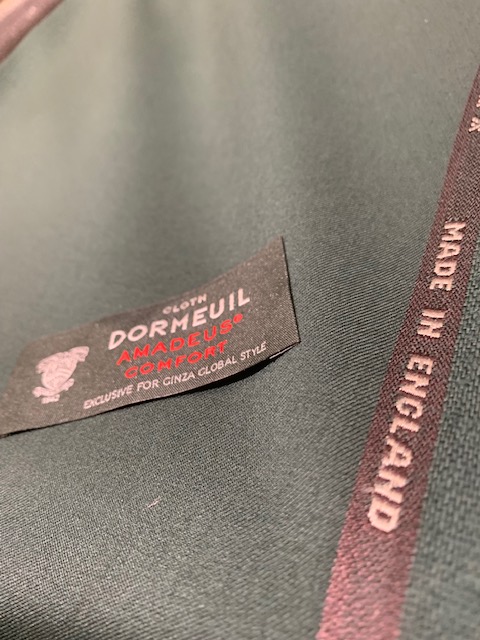 CLOTH
DORMEUIL
AMADEUS®
COMFORT
EXCLUSIVE FOR GINZA GLOBAL STYLE
MADE IN ENGLAND